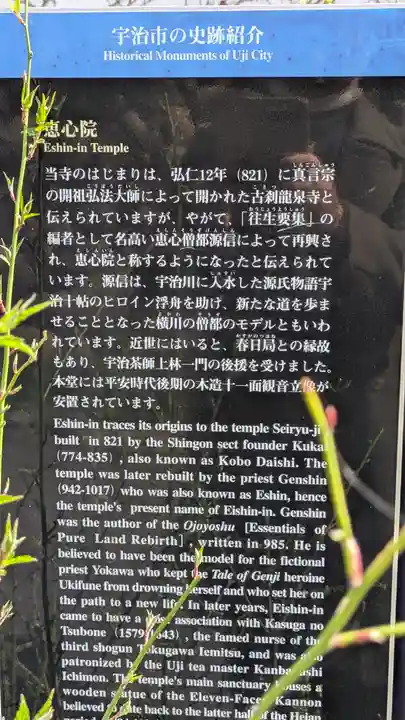 宇治市の史跡紹介
Historical Monuments of Uji City
恵心院
Eshin-in Temple
当寺のはじまりは、弘仁12年（821）に真言宗
の開祖弘法大師によって開かれた古刹龍泉寺と
伝えられていますが、やがて、「往生要集」の
編者として名高い恵心僧都源信によって再興さ
れ、恵心院と称するようになったと伝えられて
います。源信は、宇治川に入水した源氏物語宇
治十帖のヒロイン浮舟を助け、新たな道を歩ま
せることとなった横川の僧都のモデルともいわ
れています。近世にはいると、春日局との縁故
もあり、宇治茶師上林一門の後援を受けました。
本堂には平安時代後期の木造十一面観音立像が
安置されています。
Eshin-in traces its origins to the temple Seiryu-ji
built in 821 by the Shingon sect founder Kukai
(774-835), also known as Kobo Daishi. The
temple was later rebuilt by the priest Genshin
(942-1017) who was also known as Eshin, hence
the temple's present name of Eishin-in. Genshin
was the author of the Ojoyoshu [Essentials of
Pure Land Rebirth], written in 985. He is
believed to have been the model for the fictional
priest Yokawa who kept the Tale of Genji heroine
Ukifune from drowning herself and who set her on
the path to a new life. In later years, Eishin-in
came to have a close association with Kasuga no
Tsubone (1579-1643), the famed nurse of the
third shogun Tokugawa Iemitsu, and was also
patronized by the Uji tea master Kanbayashi
Ichimon. The temple's main sanctuary houses a
wooden statue of the Eleven-Faced Kannon
believed to date back to the latter half of the Heian